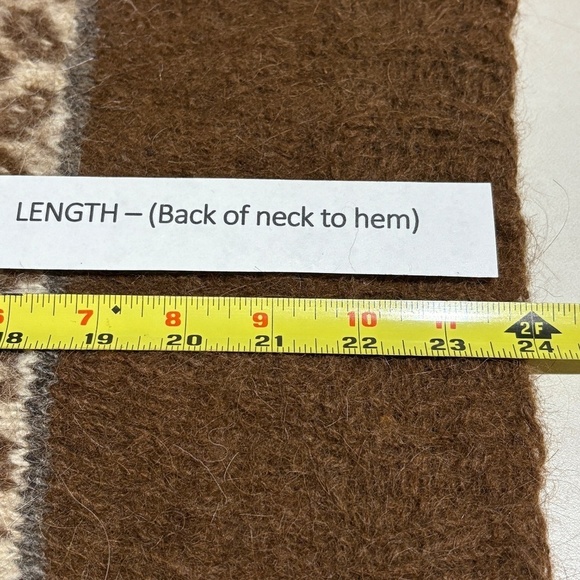 LENGTH – (Back of neck to hem)
6 7 8 9 10 11 2F
18 19 20 21 22 23 24